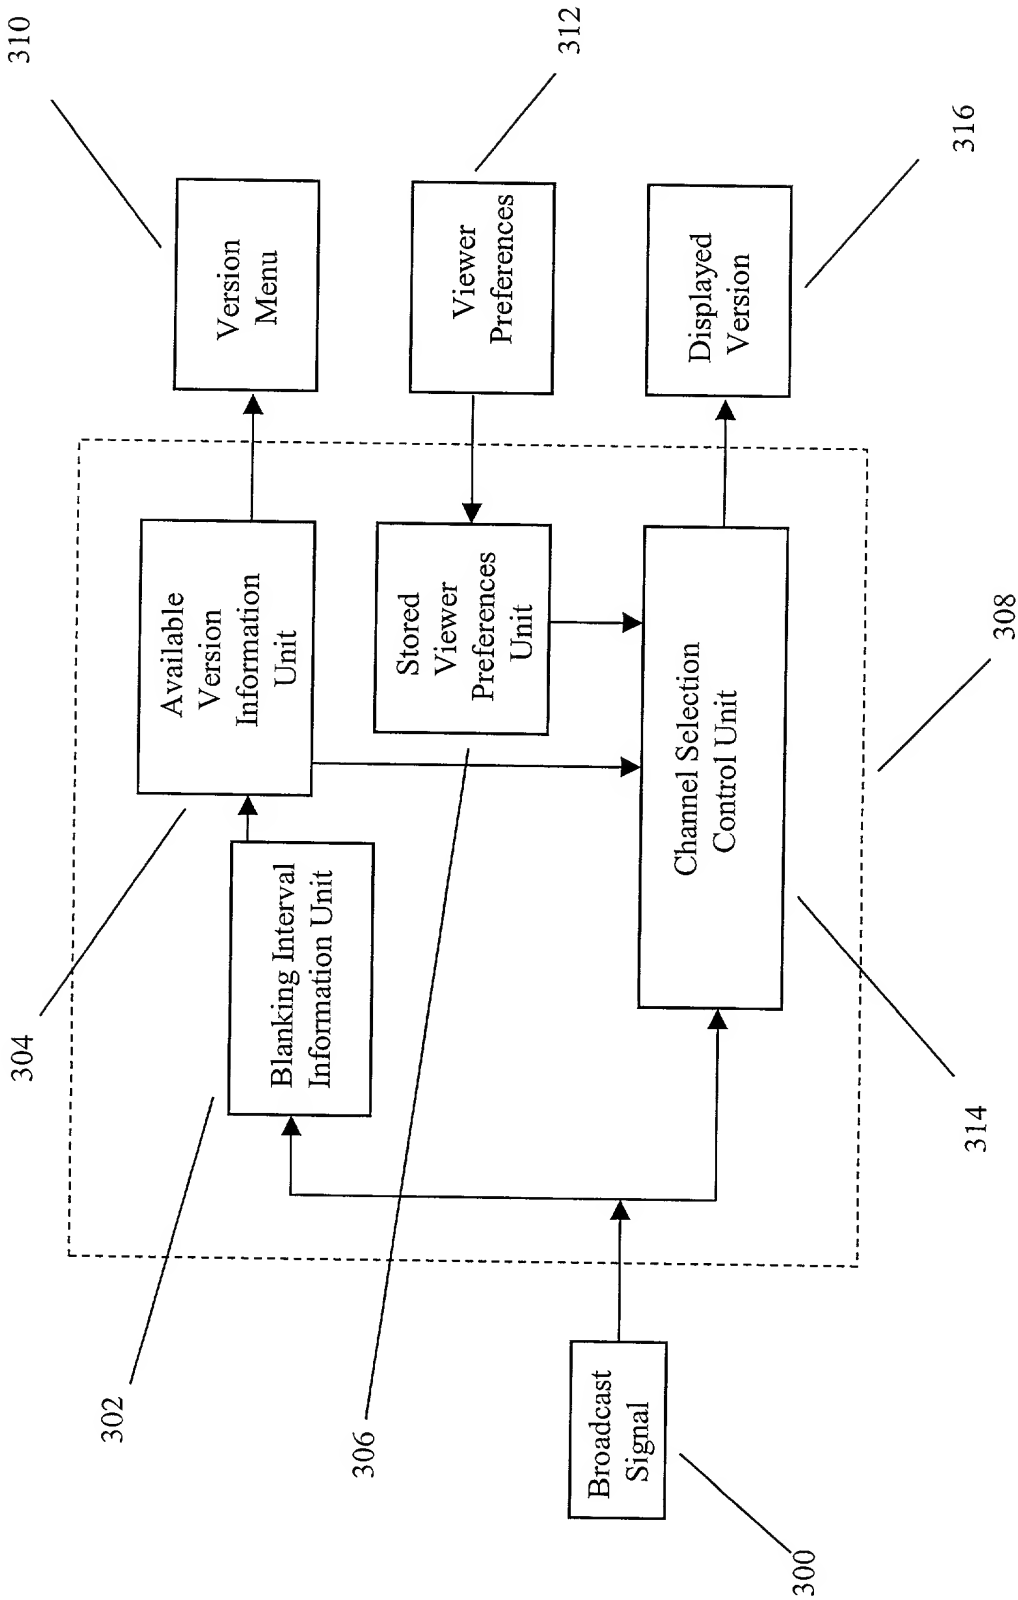 310
Version
Menu
312
Viewer
Preferences
316
Displayed
Version
304
Available
Version
Information
Unit
302
Blanking Interval
Information Unit
306
Stored
Viewer
Preferences
Unit
308
314
Channel Selection
Control Unit
300
Broadcast
Signal